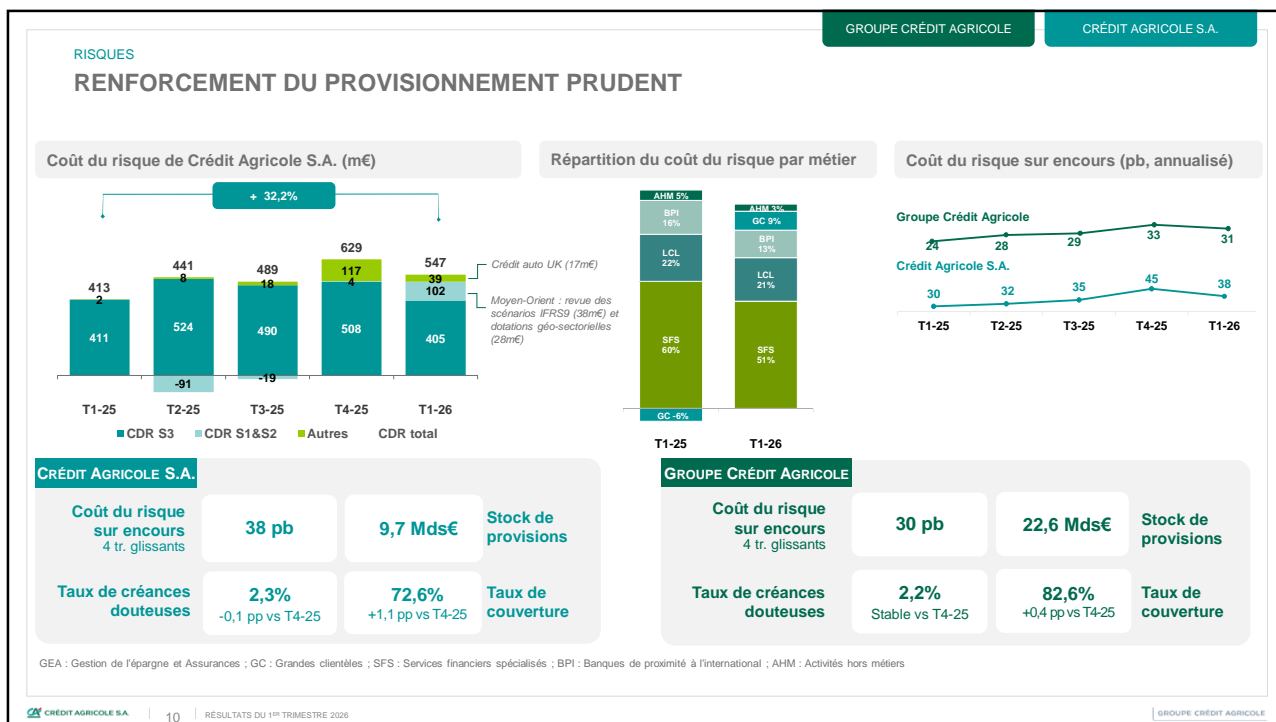 GROUPE CRÉDIT AGRICOLE
CRÉDIT AGRICOLE S.A.
RISQUES
RENFORCEMENT DU PROVISIONNEMENT PRUDENT
Coût du risque de Crédit Agricole S.A. (m€)
+ 32,2%
413
2
411
441
8
524
-91
489
18
490
-19
629
117
4
508
547
39
102
405
Crédit auto UK (17m€)
Moyen-Orient : revue des
scénarios IFRS9 (38m€) et
dotations géo-sectorielles
(28m€)
T1-25
T2-25
T3-25
T4-25
T1-26
CDR S3
CDR S1&S2
Autres
CDR total
Répartition du coût du risque par métier
AHM 5%
BPI
16%
LCL
22%
SFS
60%
GC -6%
T1-25
AHM 3%
GC 9%
BPI
13%
LCL
21%
SFS
51%
T1-26
Coût du risque sur encours (pb, annualisé)
Groupe Crédit Agricole
24
28
29
33
31
Crédit Agricole S.A.
30
32
35
45
38
T1-25
T2-25
T3-25
T4-25
T1-26
CRÉDIT AGRICOLE S.A.
Coût du risque
sur encours
4 tr. glissants
38 pb
9,7 Mds€
Stock de
provisions
Taux de créances
douteuses
2,3%
-0,1 pp vs T4-25
72,6%
+1,1 pp vs T4-25
Taux de
couverture
GROUPE CRÉDIT AGRICOLE
Coût du risque
sur encours
4 tr. glissants
30 pb
22,6 Mds€
Stock de
provisions
Taux de créances
douteuses
2,2%
Stable vs T4-25
82,6%
+0,4 pp vs T4-25
Taux de
couverture
GEA : Gestion de l'épargne et Assurances ; GC : Grandes clientèles ; SFS : Services financiers spécialisés ; BPI : Banques de proximité à l'international ; AHM : Activités hors métiers
CRÉDIT AGRICOLE S.A.
10
RÉSULTATS DU 1ER TRIMESTRE 2026
GROUPE CRÉDIT AGRICOLE